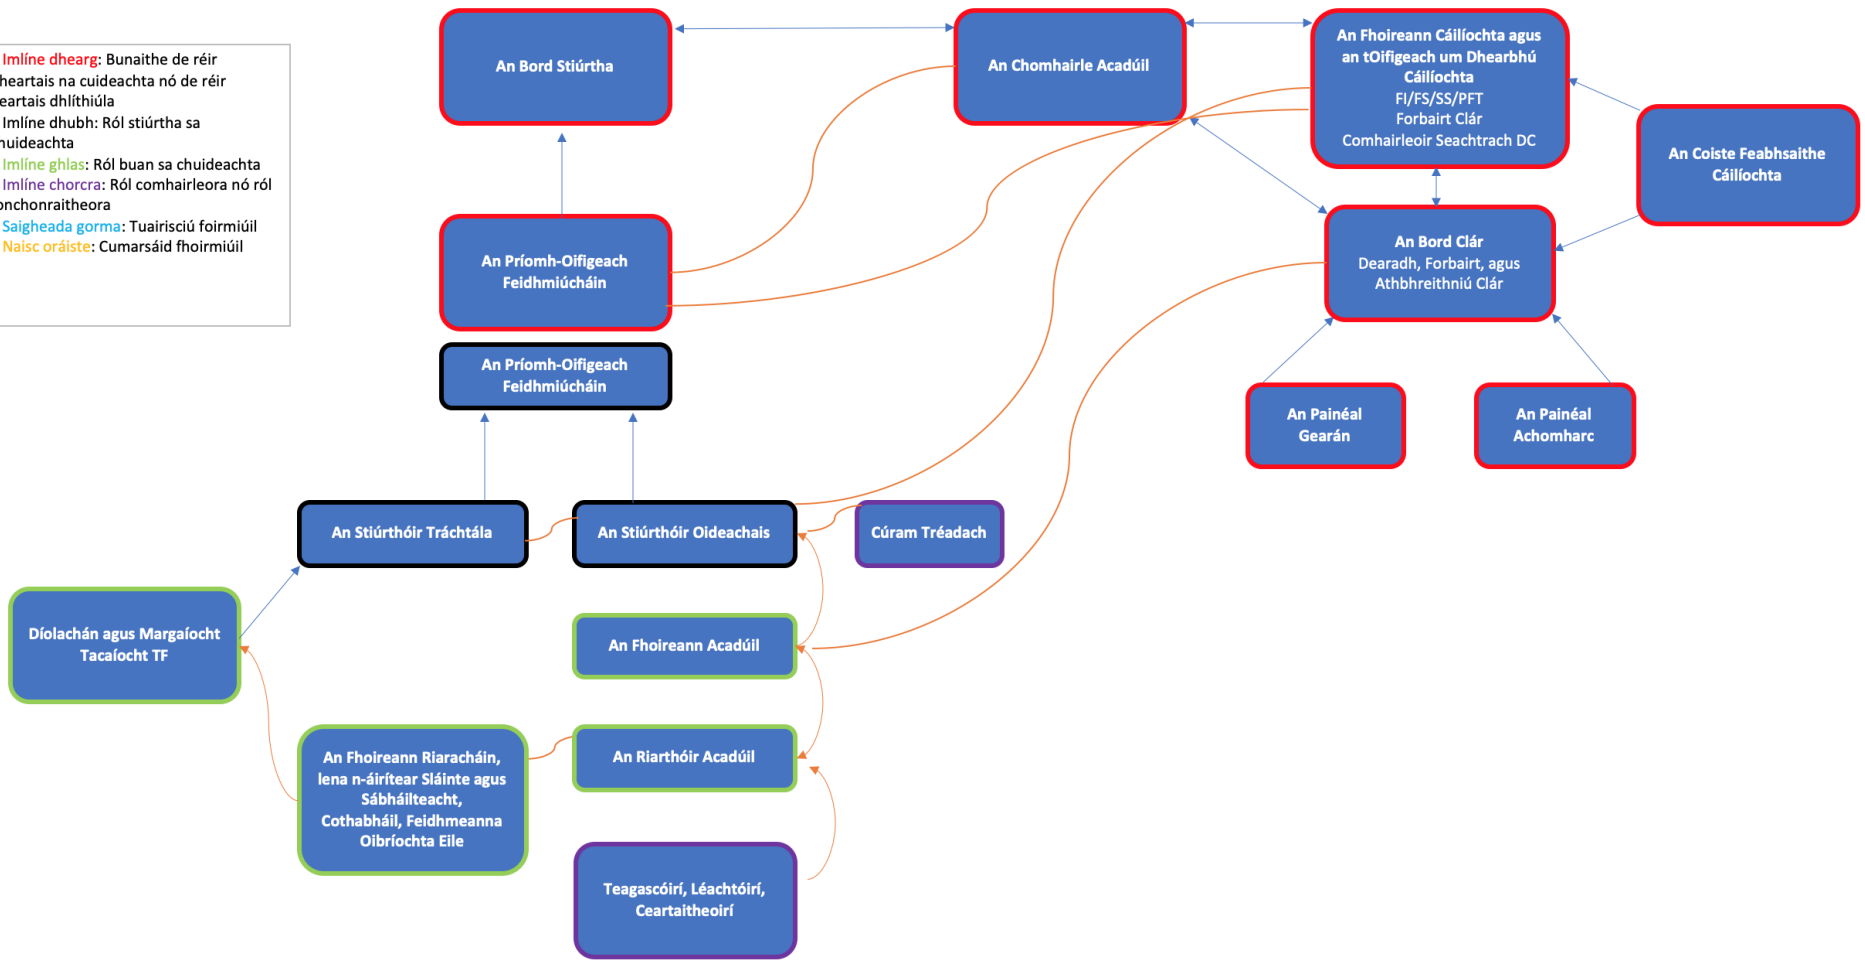 Imlíne dhearg: Bunaithe de réir
heartais na cuideachta nó de réir
eartais dhlíthiúla
Imlíne dhubh: Ról stiúrtha sa
huideachta
Imlíne ghlas: Ról buan sa chuideachta
Imlíne chorcra: Ról comhairleora nó ról
onchonraitheora
Saigheada gorma: Tuairisciú foirmiúil
Naisc oráiste: Cumarsáid fhoirmiúil
An Bord Stiúrtha
An Chomhairle Acadúil
An Fhoireann Cáilíochta agus
an tOifigeach um Dhearbhú
Cáilíochta
FI/FS/SS/PFT
Forbairt Clár
Comhairleoir Seachtrach DC
An Coiste Feabhsaithe
Cáilíochta
An Príomh-Oifigeach
Feidhmiúcháin
An Bord Clár
Dearadh, Forbairt, agus
Athbhreithniú Clár
An Príomh-Oifigeach
Feidhmiúcháin
An Painéal
Gearán
An Painéal
Achomharc
An Stiúrthóir Tráchtála
An Stiúrthóir Oideachais
Cúram Tréadach
Díolachán agus Margaíocht
Tacaíocht TF
An Fhoireann Acadúil
An Fhoireann Riaracháin,
lena n-áirítear Sláinte agus
Sábháilteacht,
Cothabháil, Feidhmeanna
Oibríochta Eile
An Riarthóir Acadúil
Teagascóirí, Léachtóirí,
Ceartaitheoirí